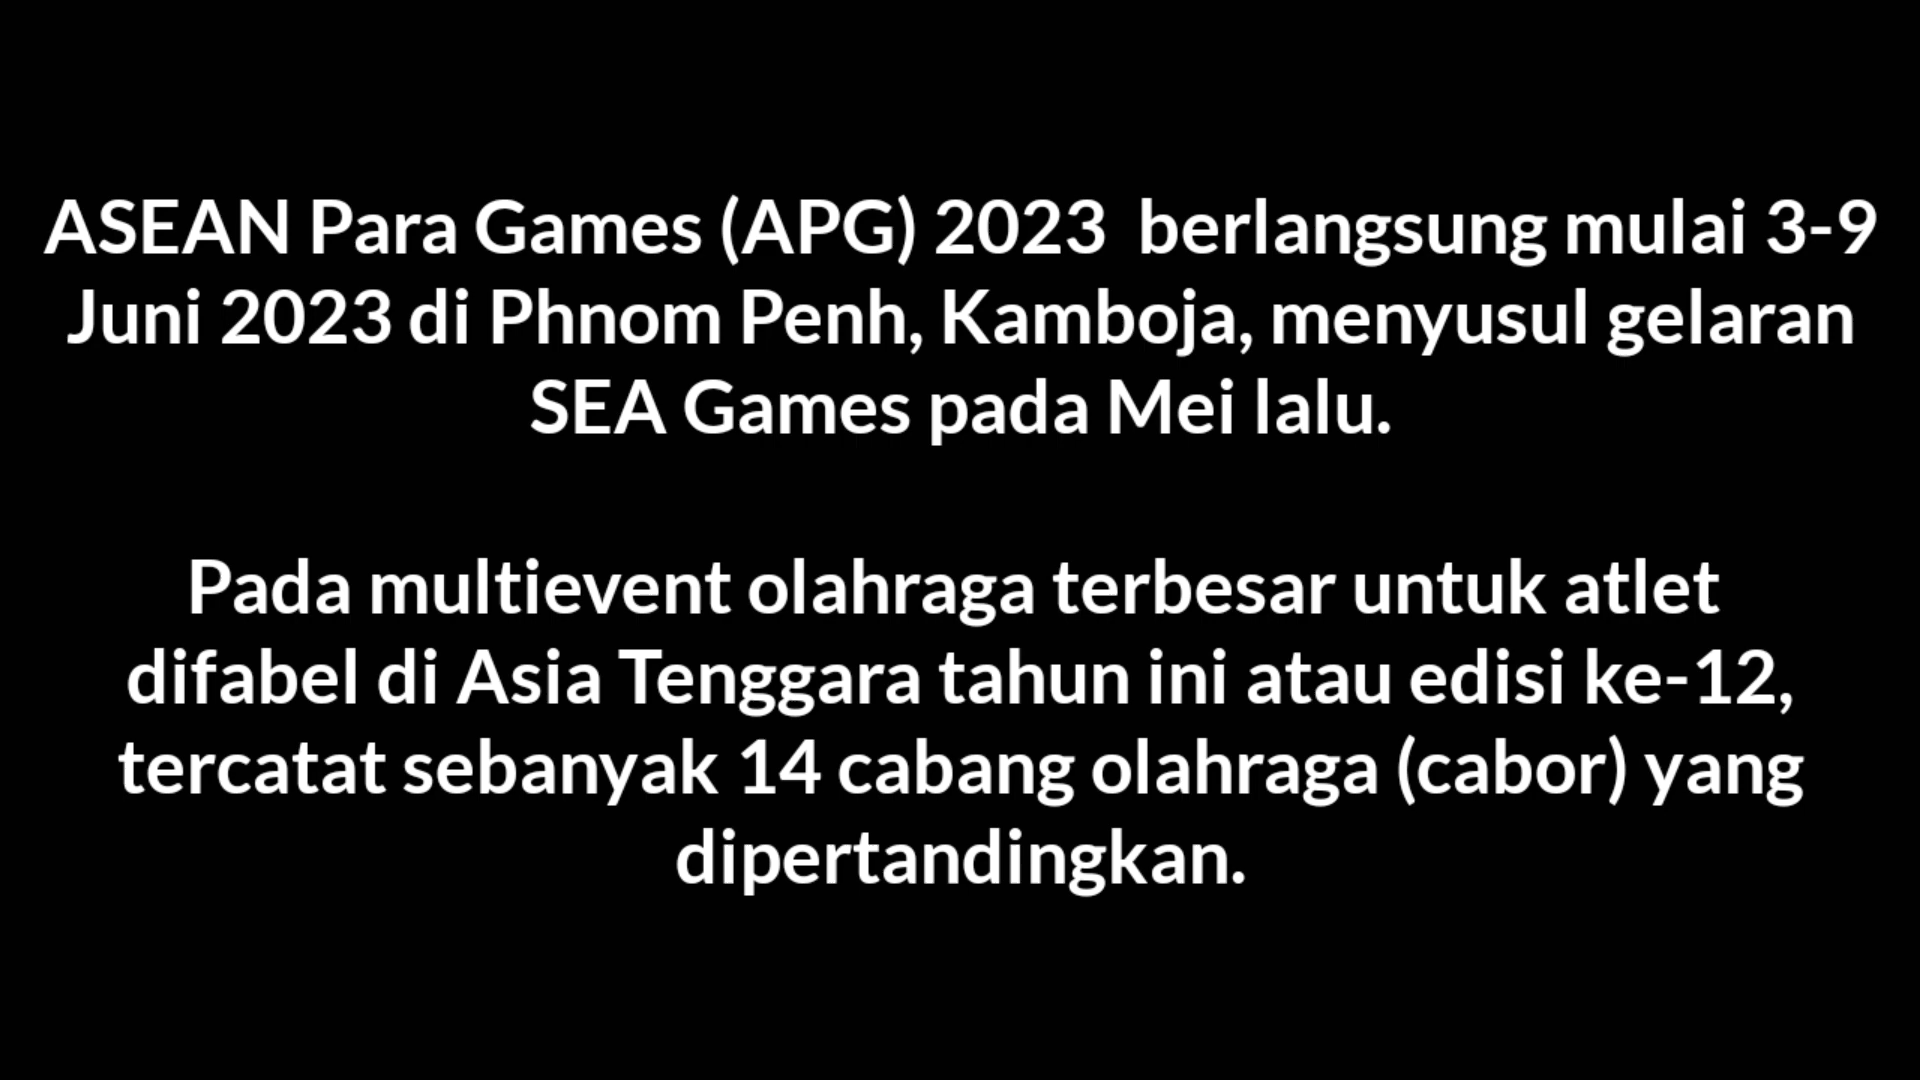 ASEAN Para Games (APG) 2023  berlangsung mulai 3-9
Juni 2023 di Phnom Penh, Kamboja, menyusul gelaran
SEA Games pada Mei lalu.
Pada multievent olahraga terbesar untuk atlet
difabel di Asia Tenggara tahun ini atau edisi ke-12,
tercatat sebanyak 14 cabang olahraga (cabor) yang
dipertandingkan.